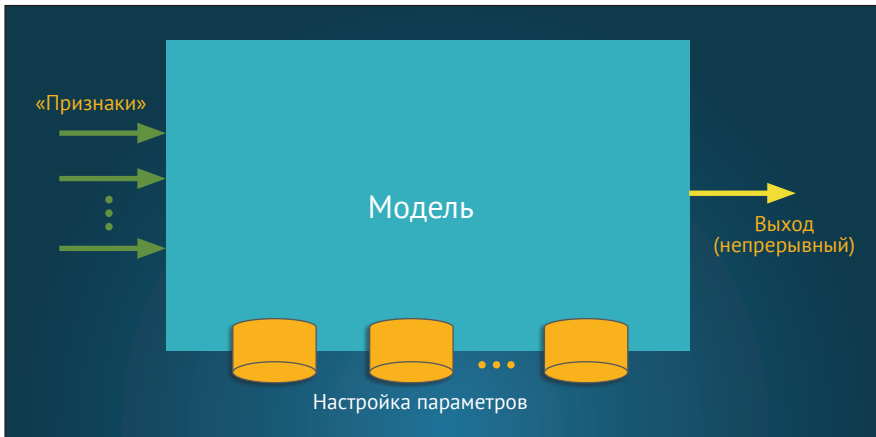 «Признаки»
Модель
Выход
(непрерывный)
Настройка параметров